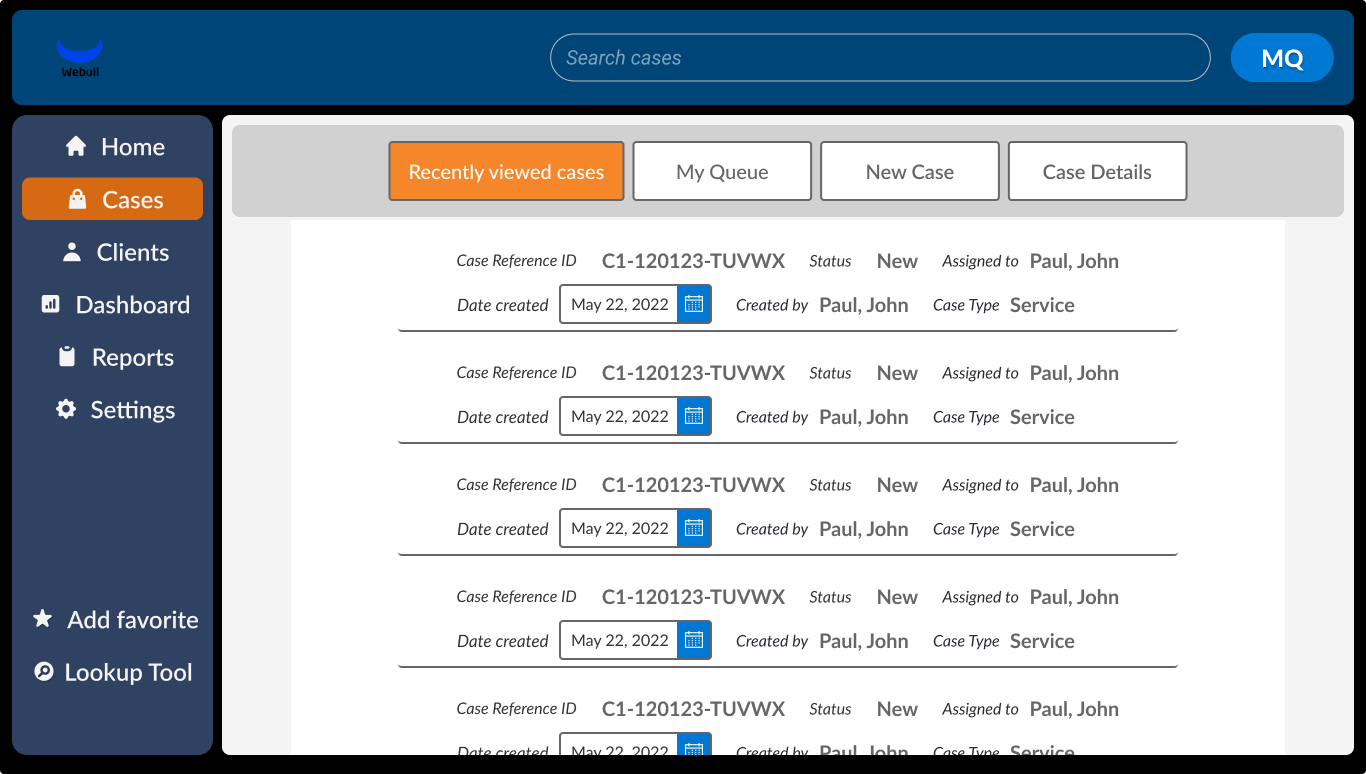 Webull
Search cases
MQ
Home
Cases
Clients
Dashboard
Reports
Settings
Add favorite
Lookup Tool
Recently viewed cases My Queue New Case Case Details
Case Reference ID C1-120123-TUVWX Status New Assigned to Paul, John
Date created May 22, 2022 Created by Paul, John Case Type Service
Case Reference ID C1-120123-TUVWX Status New Assigned to Paul, John
Date created May 22, 2022 Created by Paul, John Case Type Service
Case Reference ID C1-120123-TUVWX Status New Assigned to Paul, John
Date created May 22, 2022 Created by Paul, John Case Type Service
Case Reference ID C1-120123-TUVWX Status New Assigned to Paul, John
Date created May 22, 2022 Created by Paul, John Case Type Service
Case Reference ID C1-120123-TUVWX Status New Assigned to Paul, John
Date created May 22, 2022 Created by Paul, John Case Type Service